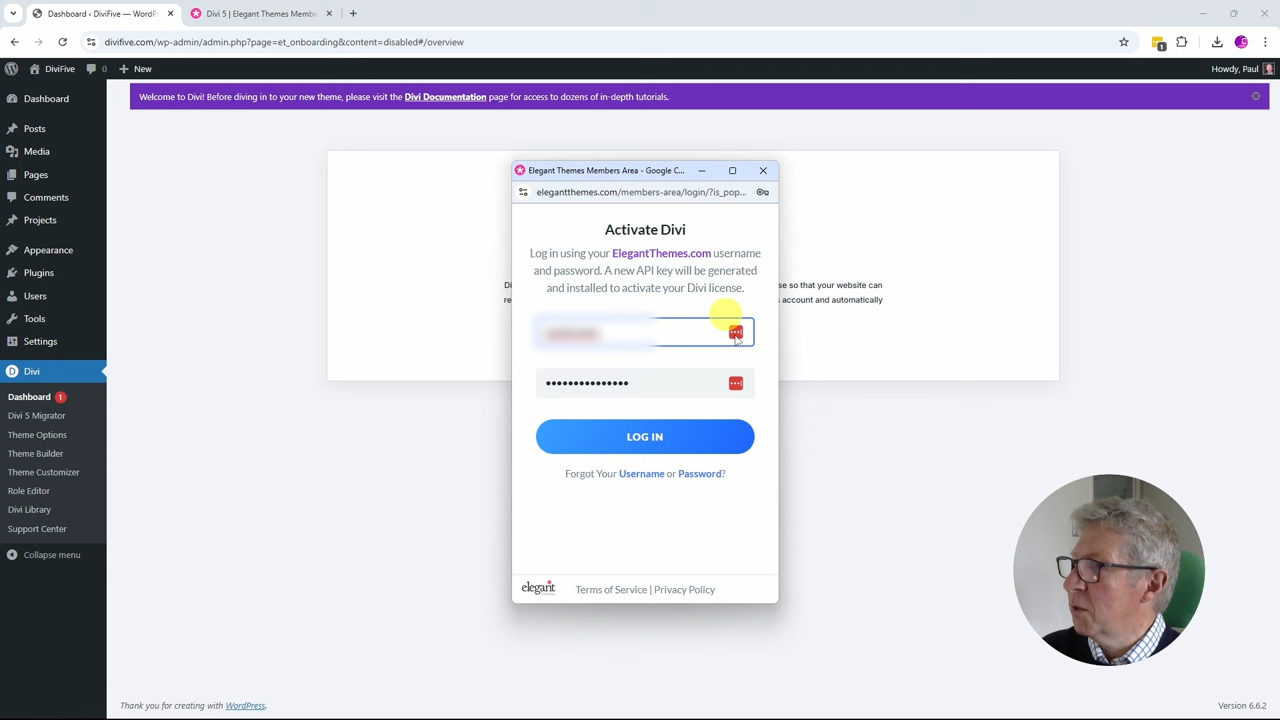 Dashboard ‹ DiviFive — WordP
Divi 5 | Elegant Themes Membe
divifive.com/wp-admin/admin.php?page=et_onboarding&content=disabled#/overview
1
DiviFive
0
New
Howdy, Paul
Welcome to Divi! Before diving in to your new theme, please visit the Divi Documentation page for access to dozens of in-depth tutorials.
Dashboard
Posts
Media
Pages
Comments
Projects
Appearance
Plugins
Users
Tools
Settings
D Divi
Dashboard 1
Divi 5 Migrator
Theme Options
Theme Builder
Theme Customizer
Role Editor
Divi Library
Support Center
Collapse menu
Elegant Themes Members Area - Google C...
elegantthemes.com/members-area/login/?is_pop...
Activate Divi
Log in using your ElegantThemes.com username
and password. A new API key will be generated
and installed to activate your Divi license.
Di
se so that your website can
re
s account and automatically
•••••••••••••••
LOG IN
Forgot Your Username or Password?
elegant
Terms of Service | Privacy Policy
Thank you for creating with WordPress.
Version 6.6.2